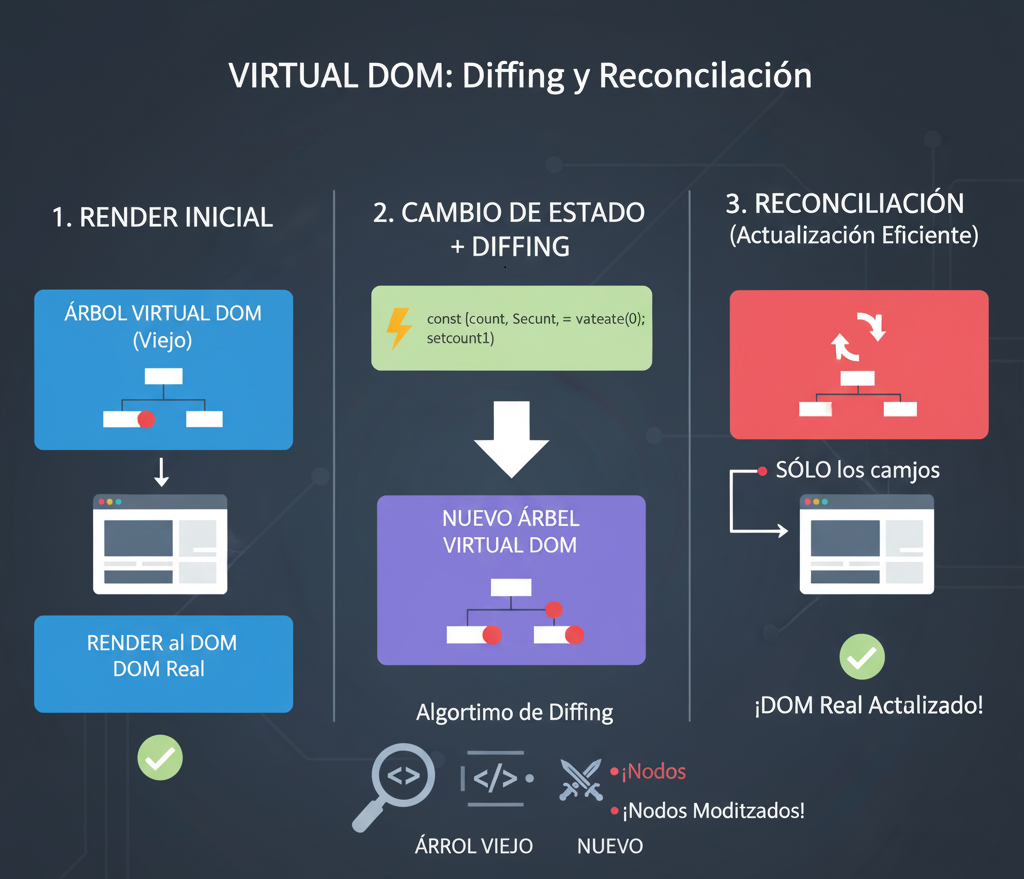 VIRTUAL DOM: Diffing y Reconcilación
1. RENDER INICIAL
ÁRBOL VIRTUAL DOM
(Viejo)
RENDER al DOM
DOM Real
2. CAMBIO DE ESTADO
+ DIFFING
const [count, Secunt, = vateate(0);
setcount1)
NUEVO ÁRBEL
VIRTUAL DOM
Algortimo de Diffing
<>
</>
¡Nodos
¡Nodos Moditzados!
ÁRROL VIEJO
NUEVO
3. RECONCILIACIÓN
(Actualización Eficiente)
SÓLO los camjos
¡DOM Real Actalizado!